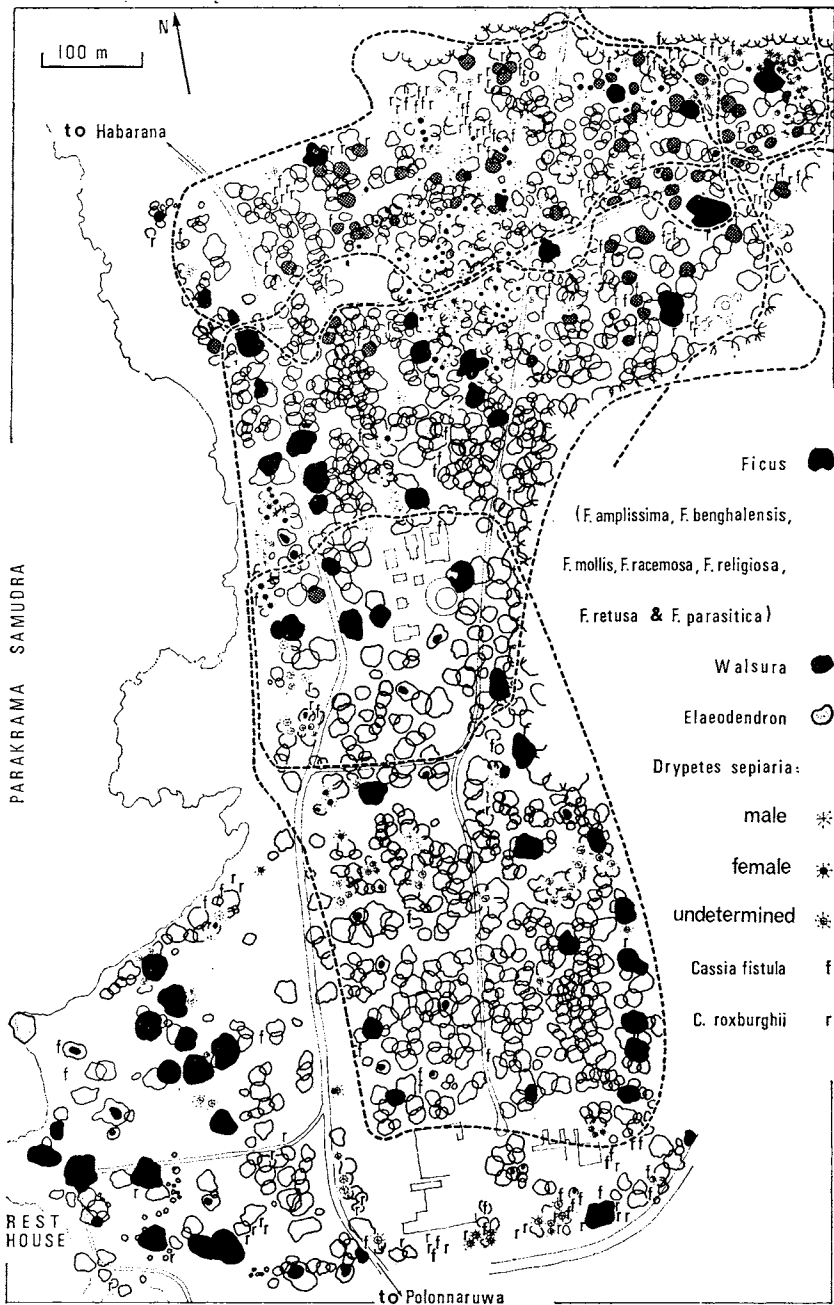 N
100 m
to Habarana
PARAKRAMA SAMUDRA
Ficus
(F. amplissima, F. benghalensis,
F. mollis, F. racemosa, F. religiosa,
F. retusa & F. parasitica)
Walsura
Elaeodendron
Drypetes sepiaria:
male
female
undetermined
Cassia fistula f
C. roxburghii r
REST
HOUSE
to Polonnaruwa